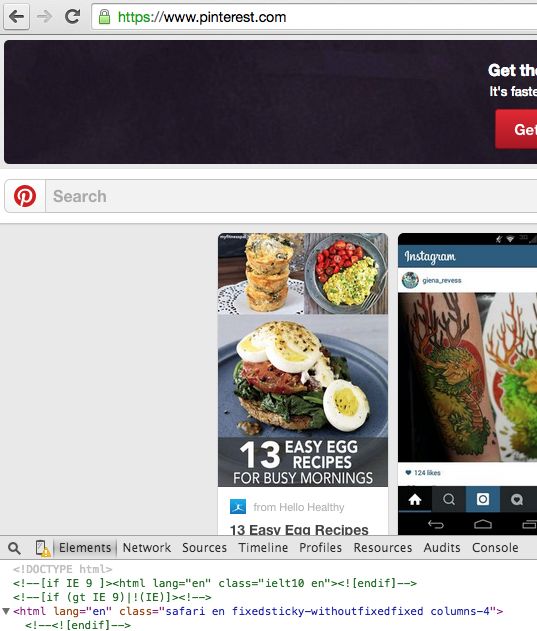 https://www.pinterest.com
Get the
It's faste
Get
Search
myfitnesspal
13 EASY EGG
RECIPES
FOR BUSY MORNINGS
from Hello Healthy
13 Easy Egg Recipes
Instagram
giena_revess
124 likes
Elements Network Sources Timeline Profiles Resources Audits Console
<!DOCTYPE html>
<!--[if IE 9 ]><html lang="en" class="ielt10 en"><![endif]-->
<!--[if (gt IE 9)|!(IE)]><!-->
<html lang="en" class="safari en fixedsticky-withoutfixedfixed columns-4">
<!--<![endif]-->